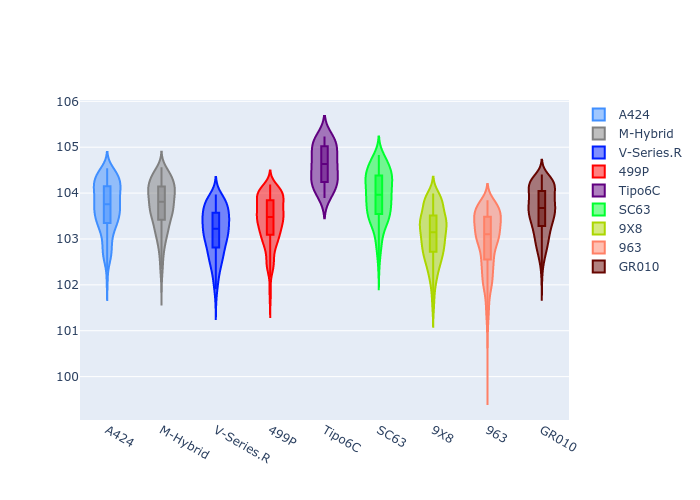 106
105
104
103
102
101
100
A424
M-Hybrid
V-Series.R
499P
Tipo6C
SC63
9X8
963
GR010
A424
M-Hybrid
V-Series.R
499P
Tipo6C
SC63
9X8
963
GR010